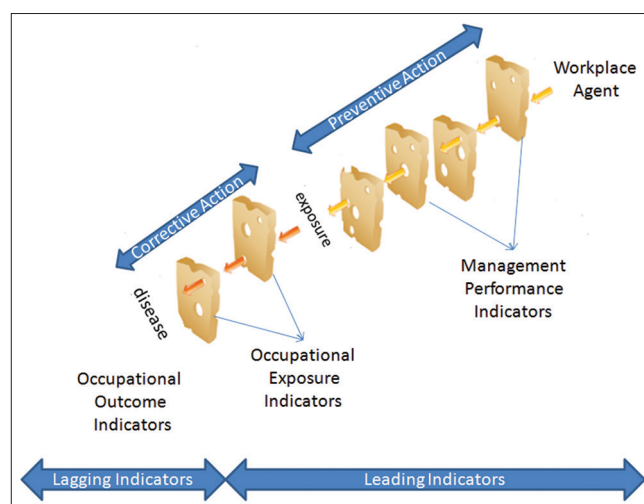 Preventive Action
Workplace
Agent
Corrective Action
exposure
disease
Management
Performance
Indicators
Occupational
Exposure
Indicators
Occupational
Outcome
Indicators
Lagging Indicators
Leading Indicators